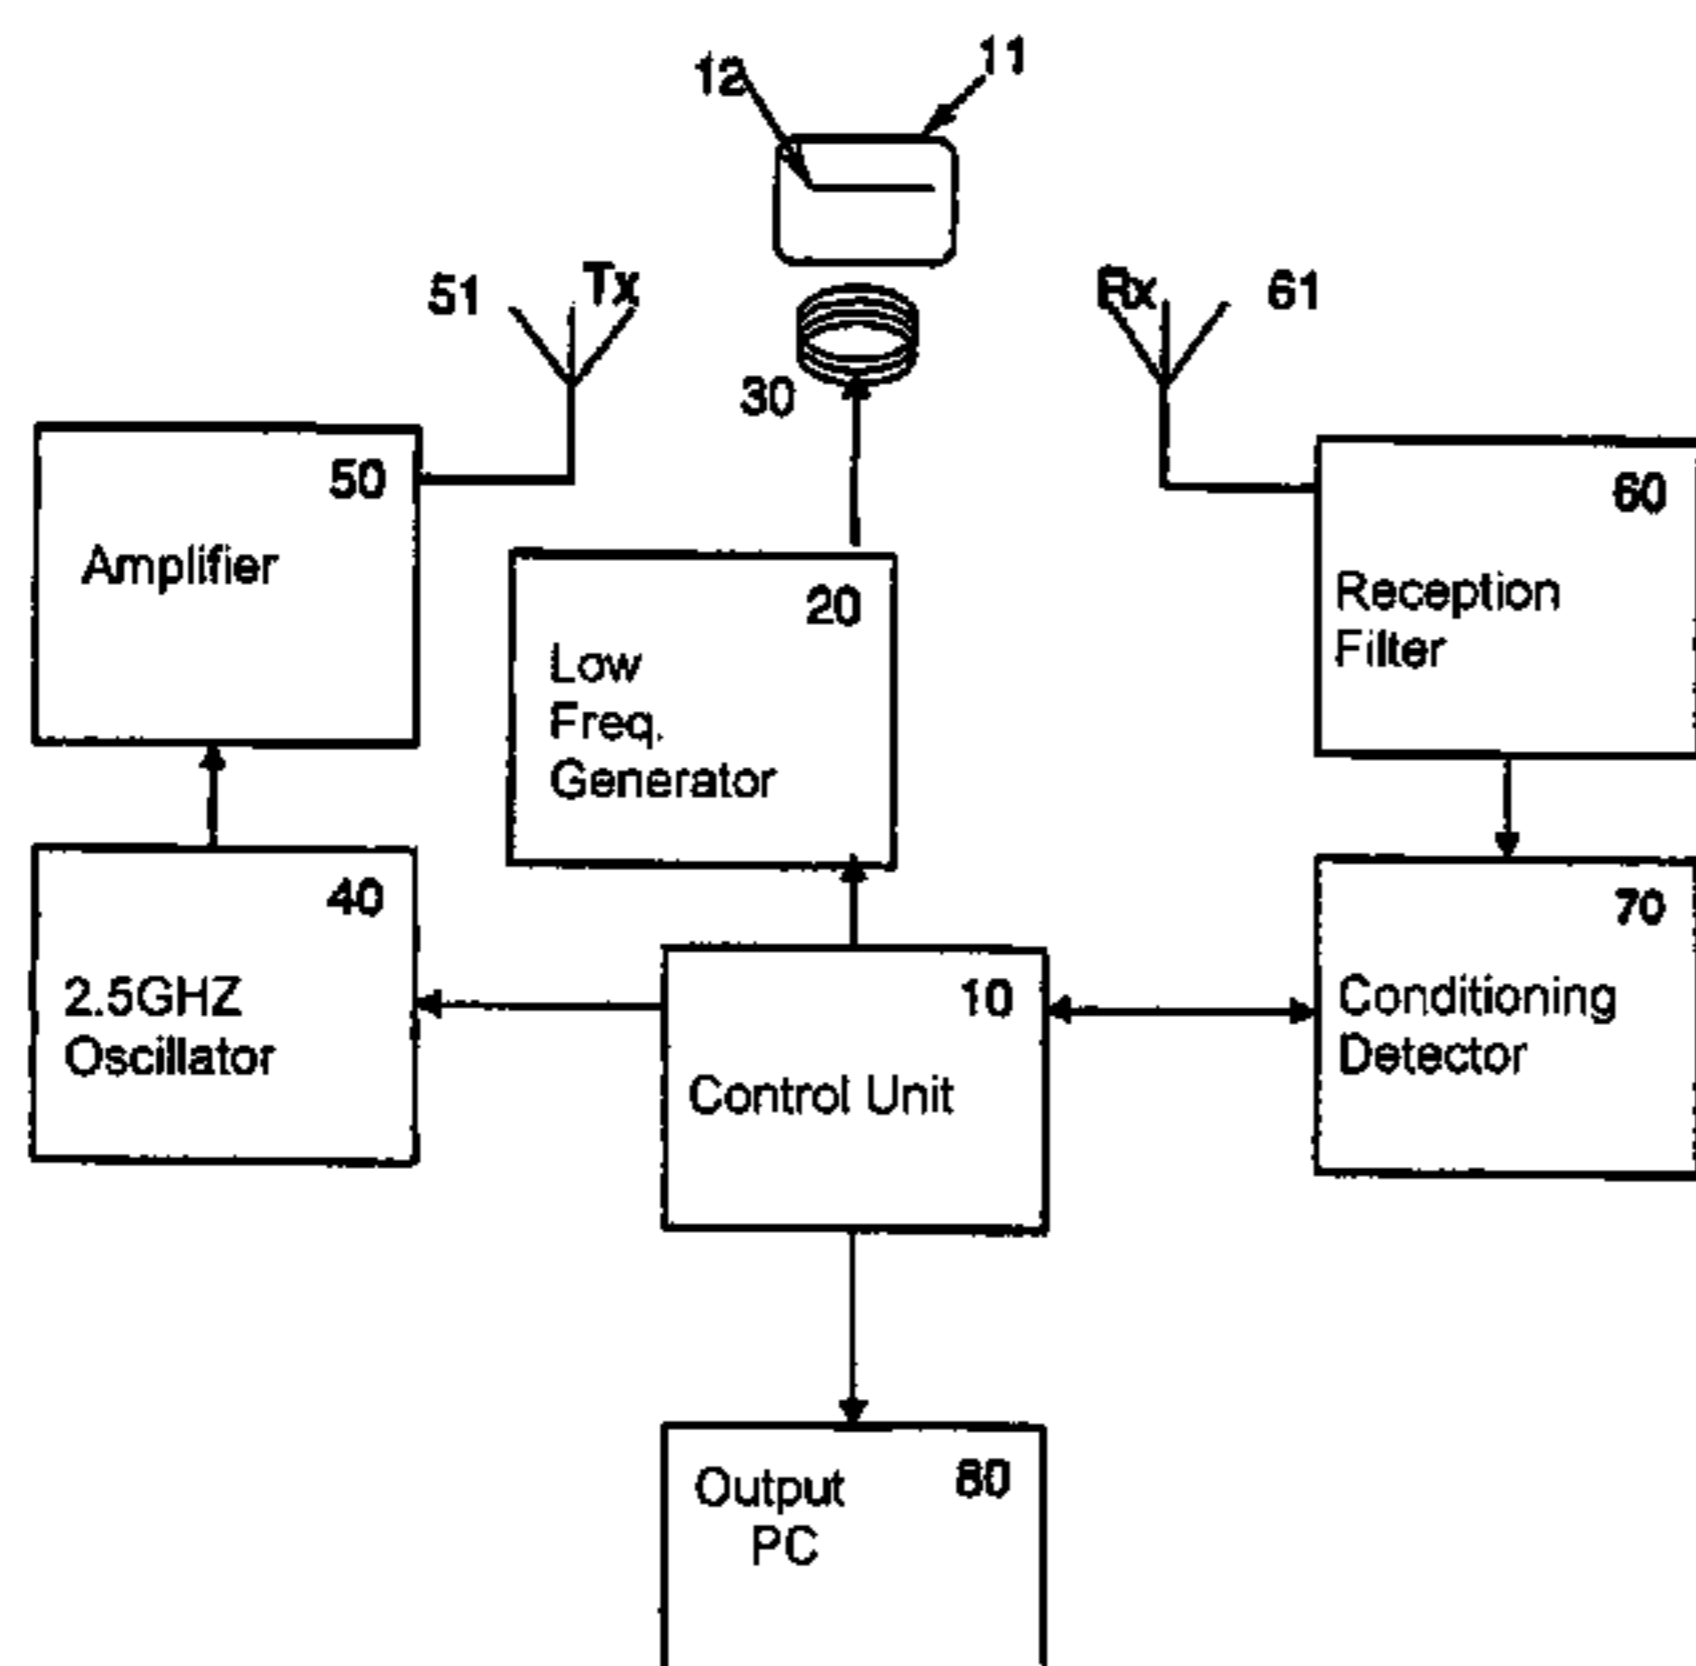 12
11
51
Tx
Rx
61
30
50
Amplifier
60
Reception
Filter
20
Low
Freq.
Generator
40
2.5GHZ
Oscillator
10
Control Unit
70
Conditioning
Detector
80
Output
PC